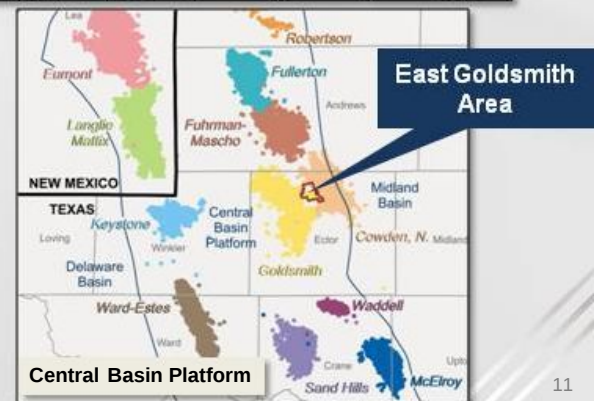 Lea
Robertson
Eumont
Fullerton
East Goldsmith
Area
Andrews
Langlie
Mattix
Fuhrman-
Mascho
NEW MEXICO
TEXAS
Keystone
Central
Basin
Platform
Midland
Basin
Loving
Winkler
Ector
Cowden, N.
Midland
Delaware
Basin
Goldsmith
Ward-Estes
Waddell
Ward
Crane
Upto
Central Basin Platform
Sand Hills
McElroy
11